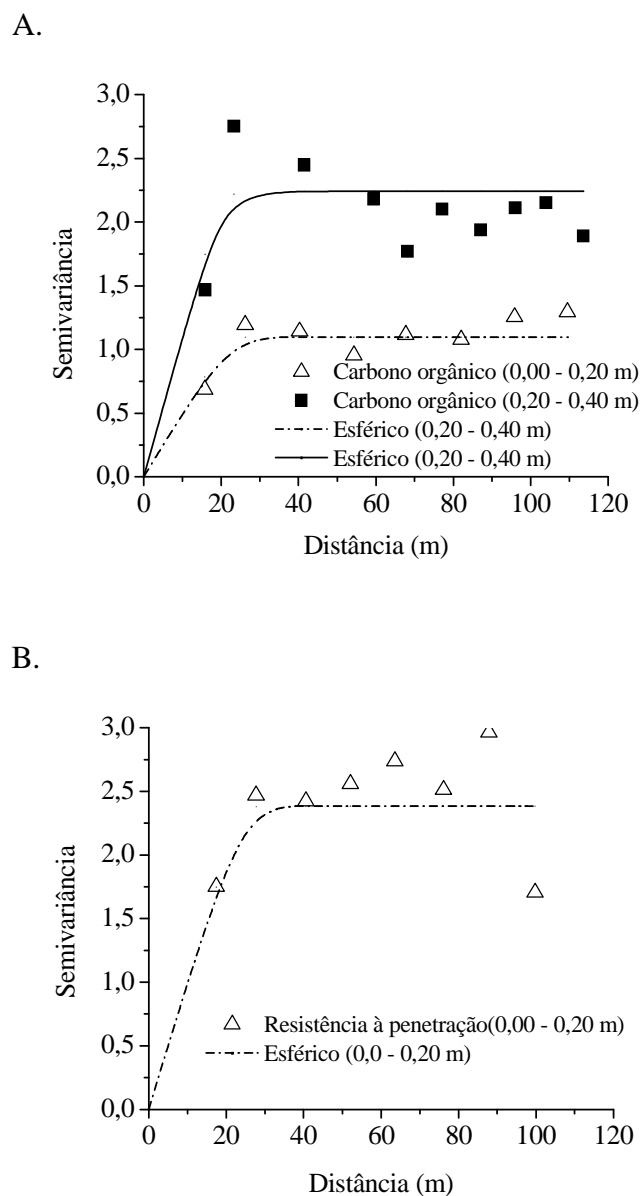 A.
3,0
2,5
2,0
1,5
1,0
0,5
0,0
Semivariância
Carbono orgânico (0,00 - 0,20 m)
Carbono orgânico (0,20 - 0,40 m)
Esférico (0,20 - 0,40 m)
Esférico (0,20 - 0,40 m)
0 20 40 60 80 100 120
Distância (m)
B.
3,0
2,5
2,0
1,5
1,0
0,5
0,0
Semivariância
Resistência à penetração(0,00 - 0,20 m)
Esférico (0,0 - 0,20 m)
0 20 40 60 80 100 120
Distância (m)